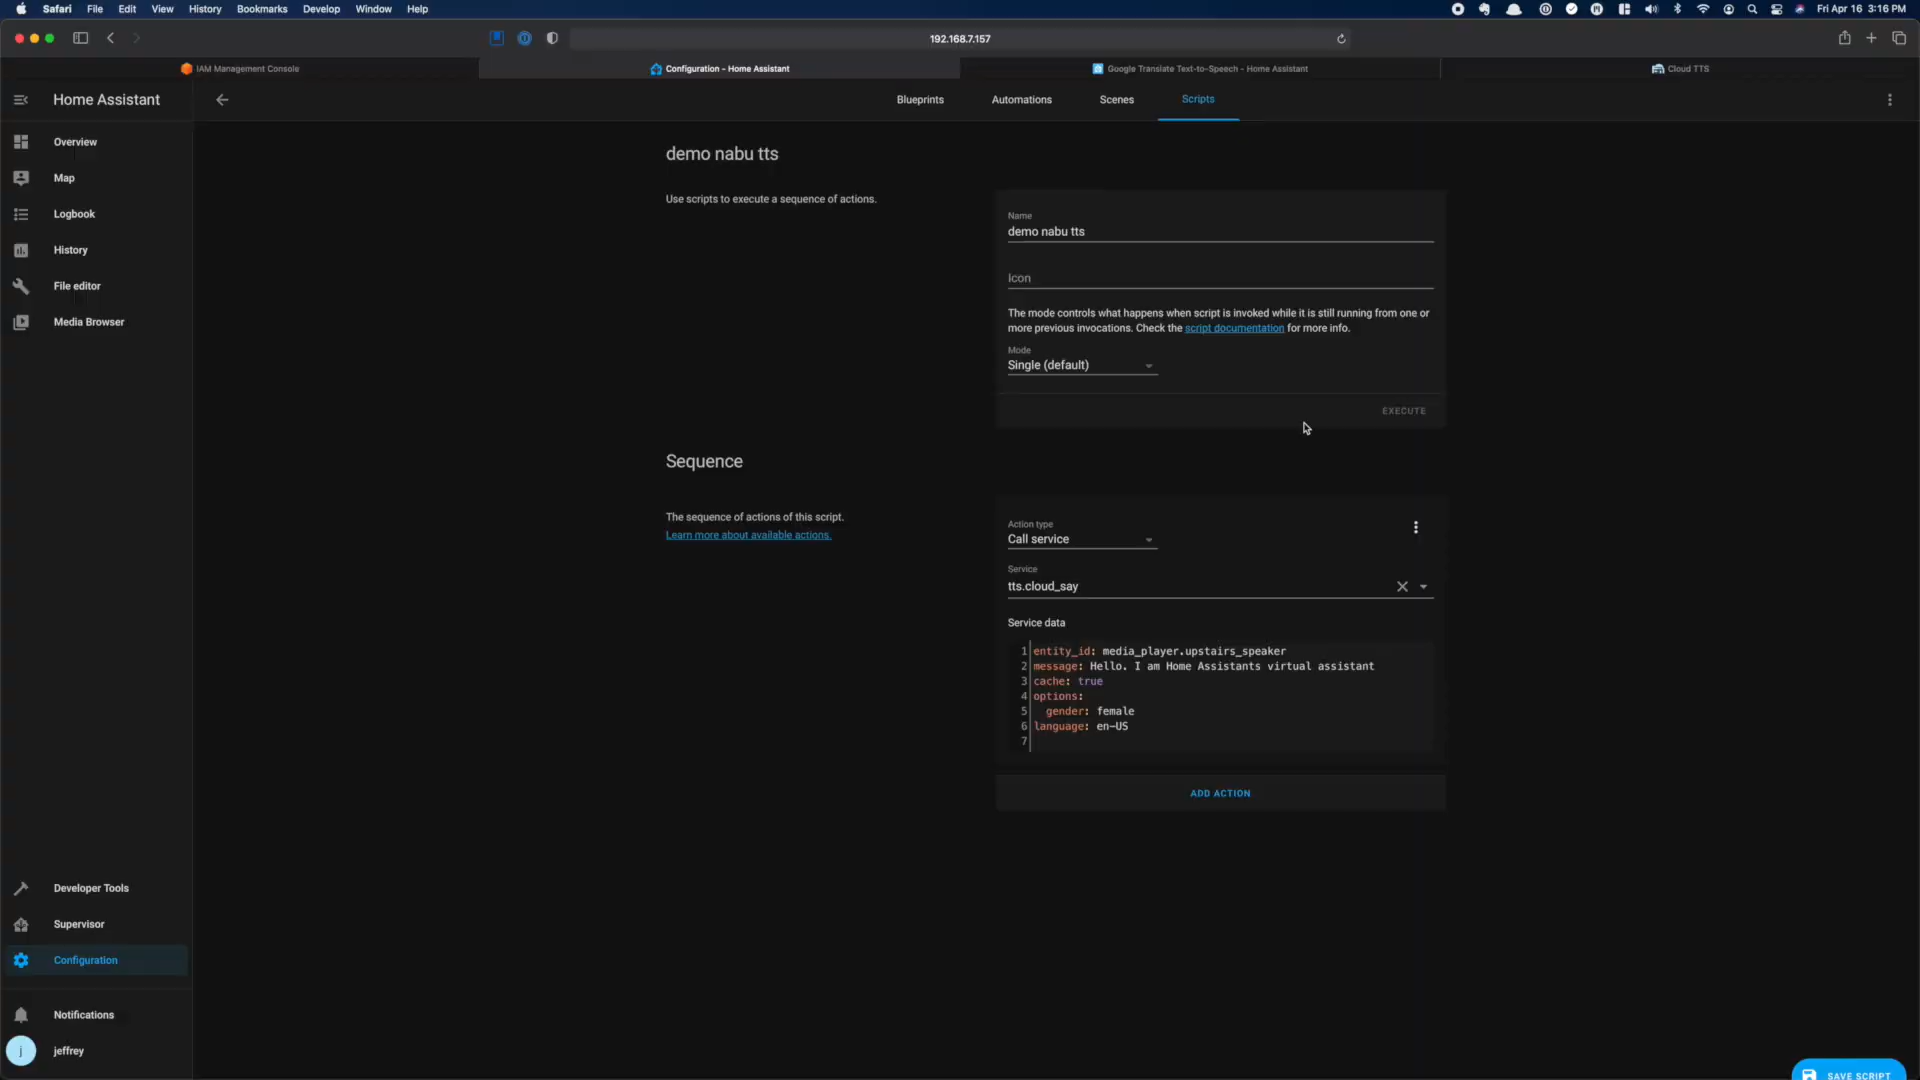 Safari File Edit View History Bookmarks Develop Window Help
Fri Apr 16 3:16 PM
192.168.7.157
IAM Management Console
Configuration - Home Assistant
Google Translate Text-to-Speech - Home Assistant
Cloud TTS
Home Assistant
Blueprints
Automations
Scenes
Scripts
Overview
Map
Logbook
History
File editor
Media Browser
Developer Tools
Supervisor
Configuration
Notifications
j
jeffrey
demo nabu tts
Use scripts to execute a sequence of actions.
Name
demo nabu tts
Icon
The mode controls what happens when script is invoked while it is still running from one or
more previous invocations. Check the script documentation for more info.
Mode
Single (default)
EXECUTE
Sequence
The sequence of actions of this script.
Learn more about available actions.
Action type
Call service
Service
tts.cloud_say
Service data
1 entity_id: media_player.upstairs_speaker
2 message: Hello. I am Home Assistants virtual assistant
3 cache: true
4 options:
5   gender: female
6 language: en-US
7
ADD ACTION
SAVE SCRIPT